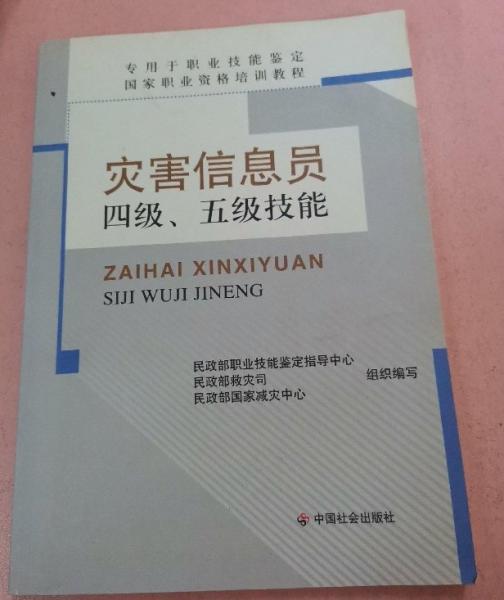 专用于职业技能鉴定
国家职业资格培训教程
灾害信息员
四级、五级技能
ZAIHAI XINXIYUAN
SIJI WUJI JINENG
民政部职业技能鉴定指导中心
民政部救灾司 组织编写
民政部国家减灾中心
中国社会出版社